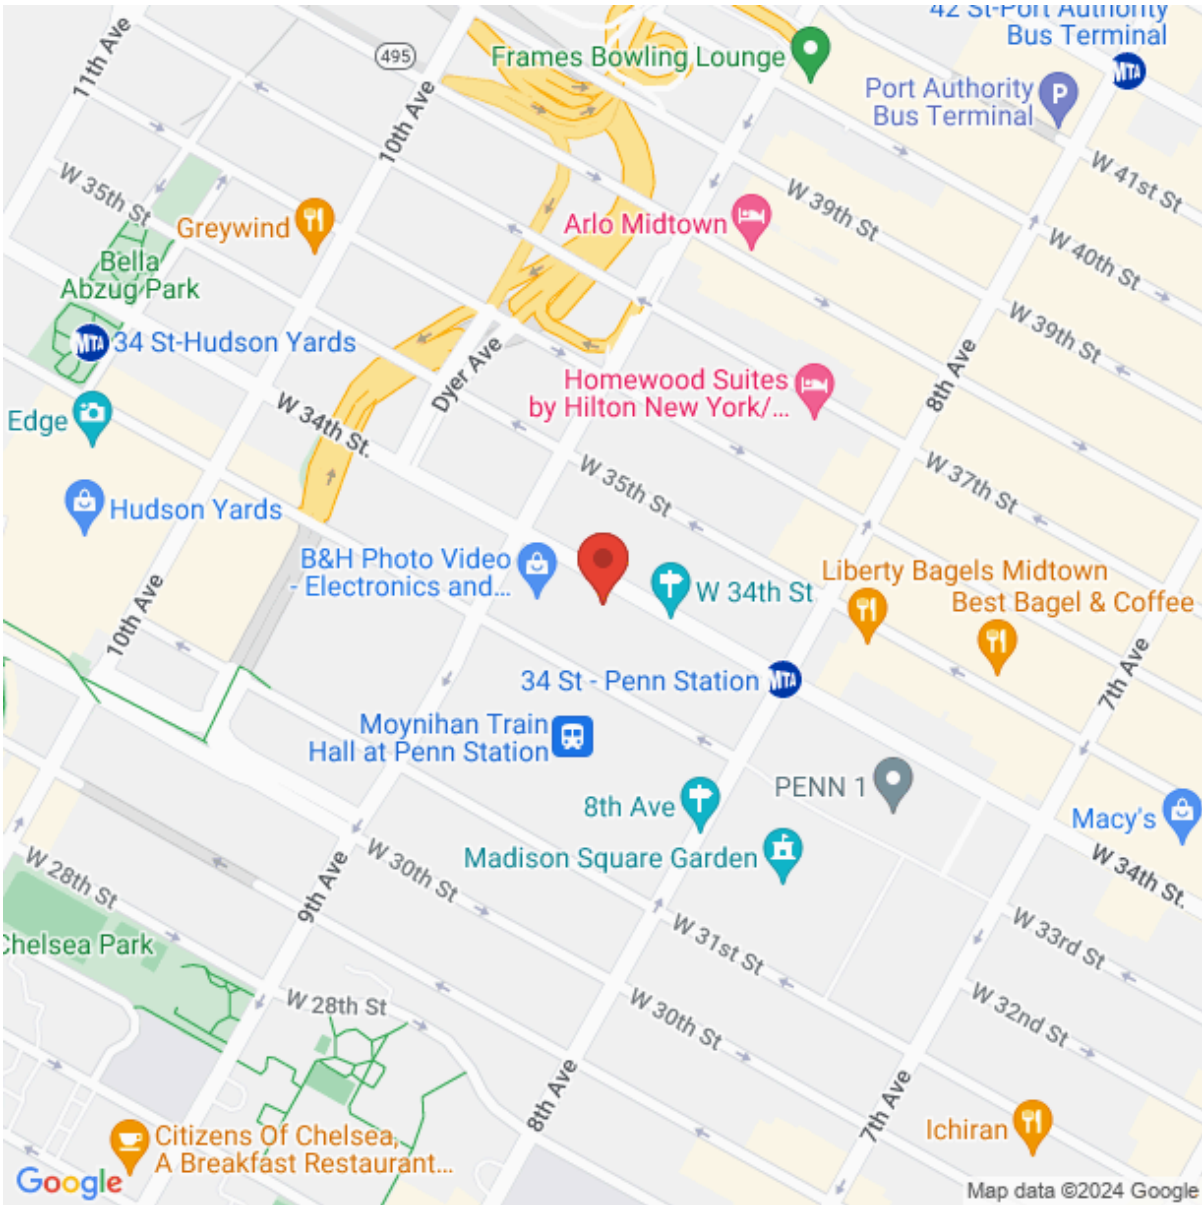 42 St-Port Authority
Bus Terminal
11th Ave
495
10th Ave
Frames Bowling Lounge
Port Authority
Bus Terminal
P
MTA
W 41st St
W 35th St
W 39th St
Greywind
Arlo Midtown
W 40th St
Bella
Abzug Park
W 39th St
MTA
34 St-Hudson Yards
Dyer Ave
8th Ave
Homewood Suites
by Hilton New York/...
Edge
W 34th St.
W 35th St
W 37th St
Hudson Yards
B&H Photo Video
- Electronics and...
W 34th St
Liberty Bagels Midtown
Best Bagel & Coffee
10th Ave
34 St - Penn Station
MTA
7th Ave
Moynihan Train
Hall at Penn Station
PENN 1
8th Ave
Macy's
Madison Square Garden
W 34th St.
W 28th St
9th Ave
W 30th St
W 31st St
W 33rd St
Chelsea Park
W 28th St
W 30th St
W 32nd St
8th Ave
7th Ave
Ichiran
Citizens Of Chelsea,
A Breakfast Restaurant...
Google
Map data ©2024 Google